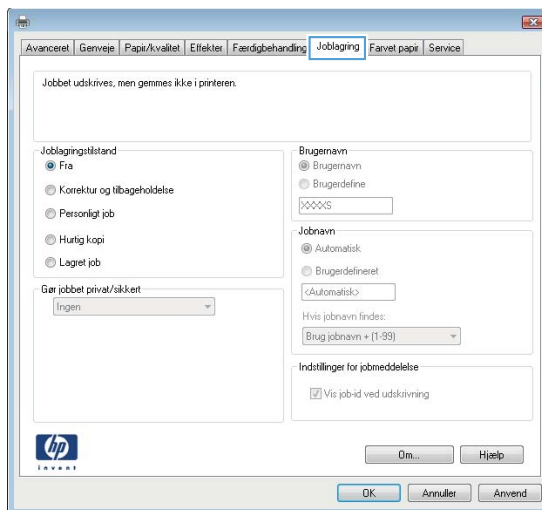 Avanceret Genveje Papir/kvalitet Effekter Færdigbehandling Joblagring Farvet papir Service
Jobbet udskrives, men gemmes ikke i printeren.
Joblagringstilstand
Fra
Korrektur og tilbageholdelse
Personligt job
Hurtig kopi
Lagret job
Gør jobbet privat/sikkert
Ingen
Brugernavn
Brugernavn
Brugerdefine
XXXXS
Jobnavn
Automatisk
Brugerdefineret
<Automatisk>
Hvis jobnavn findes:
Brug jobnavn + (1-99)
Indstillinger for jobmeddelelse
Vis job-id ved udskrivning
hp
invent
Om... Hjælp
OK Annuller Anvend